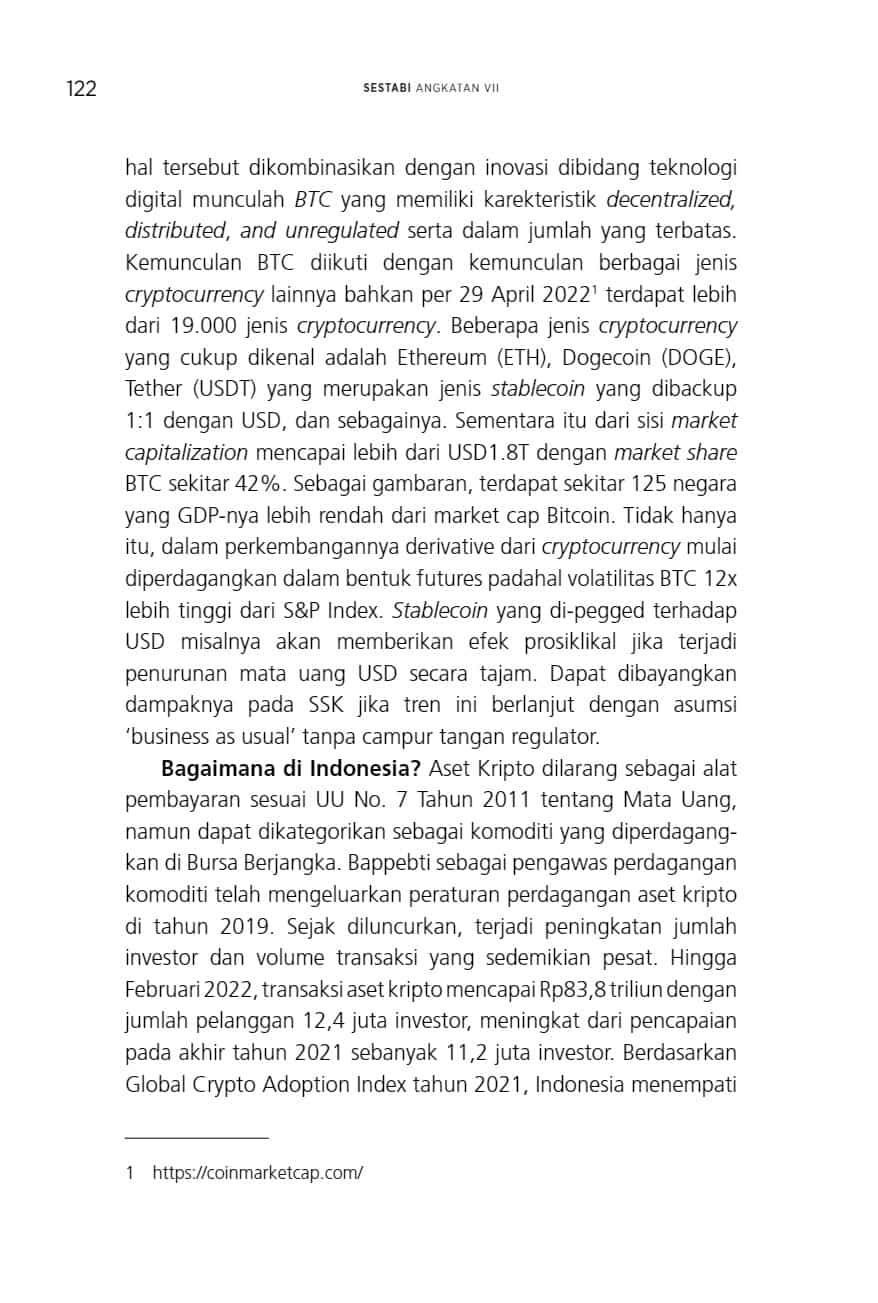 122
SESTABI ANGKATAN VII
hal tersebut dikombinasikan dengan inovasi dibidang teknologi
digital munculah BTC yang memiliki karekteristik decentralized,
distributed, and unregulated serta dalam jumlah yang terbatas.
Kemunculan BTC diikuti dengan kemunculan berbagai jenis
cryptocurrency lainnya bahkan per 29 April 2022¹ terdapat lebih
dari 19.000 jenis cryptocurrency. Beberapa jenis cryptocurrency
yang cukup dikenal adalah Ethereum (ETH), Dogecoin (DOGE),
Tether (USDT) yang merupakan jenis stablecoin yang dibackup
1:1 dengan USD, dan sebagainya. Sementara itu dari sisi market
capitalization mencapai lebih dari USD1.8T dengan market share
BTC sekitar 42%. Sebagai gambaran, terdapat sekitar 125 negara
yang GDP-nya lebih rendah dari market cap Bitcoin. Tidak hanya
itu, dalam perkembangannya derivative dari cryptocurrency mulai
diperdagangkan dalam bentuk futures padahal volatilitas BTC 12x
lebih tinggi dari S&P Index. Stablecoin yang di-pegged terhadap
USD misalnya akan memberikan efek prosiklikal jika terjadi
penurunan mata uang USD secara tajam. Dapat dibayangkan
dampaknya pada SSK jika tren ini berlanjut dengan asumsi
‘business as usual’ tanpa campur tangan regulator.
Bagaimana di Indonesia? Aset Kripto dilarang sebagai alat
pembayaran sesuai UU No. 7 Tahun 2011 tentang Mata Uang,
namun dapat dikategorikan sebagai komoditi yang diperdagang-
kan di Bursa Berjangka. Bappebti sebagai pengawas perdagangan
komoditi telah mengeluarkan peraturan perdagangan aset kripto
di tahun 2019. Sejak diluncurkan, terjadi peningkatan jumlah
investor dan volume transaksi yang sedemikian pesat. Hingga
Februari 2022, transaksi aset kripto mencapai Rp83,8 triliun dengan
jumlah pelanggan 12,4 juta investor, meningkat dari pencapaian
pada akhir tahun 2021 sebanyak 11,2 juta investor. Berdasarkan
Global Crypto Adoption Index tahun 2021, Indonesia menempati
1 https://coinmarketcap.com/